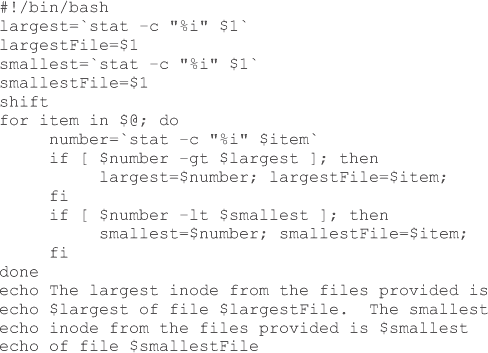 #!/bin/bash
largest=`stat -c "%i" $1`
largestFile=$1
smallest=`stat -c "%i" $1`
smallestFile=$1
shift
for item in $@; do
     number=`stat -c "%i" $item`
     if [ $number -gt $largest ]; then
          largest=$number; largestFile=$item;
     fi
     if [ $number -lt $smallest ]; then
          smallest=$number; smallestFile=$item;
     fi
done
echo The largest inode from the files provided is
echo $largest of file $largestFile.  The smallest
echo inode from the files provided is $smallest
echo of file $smallestFile